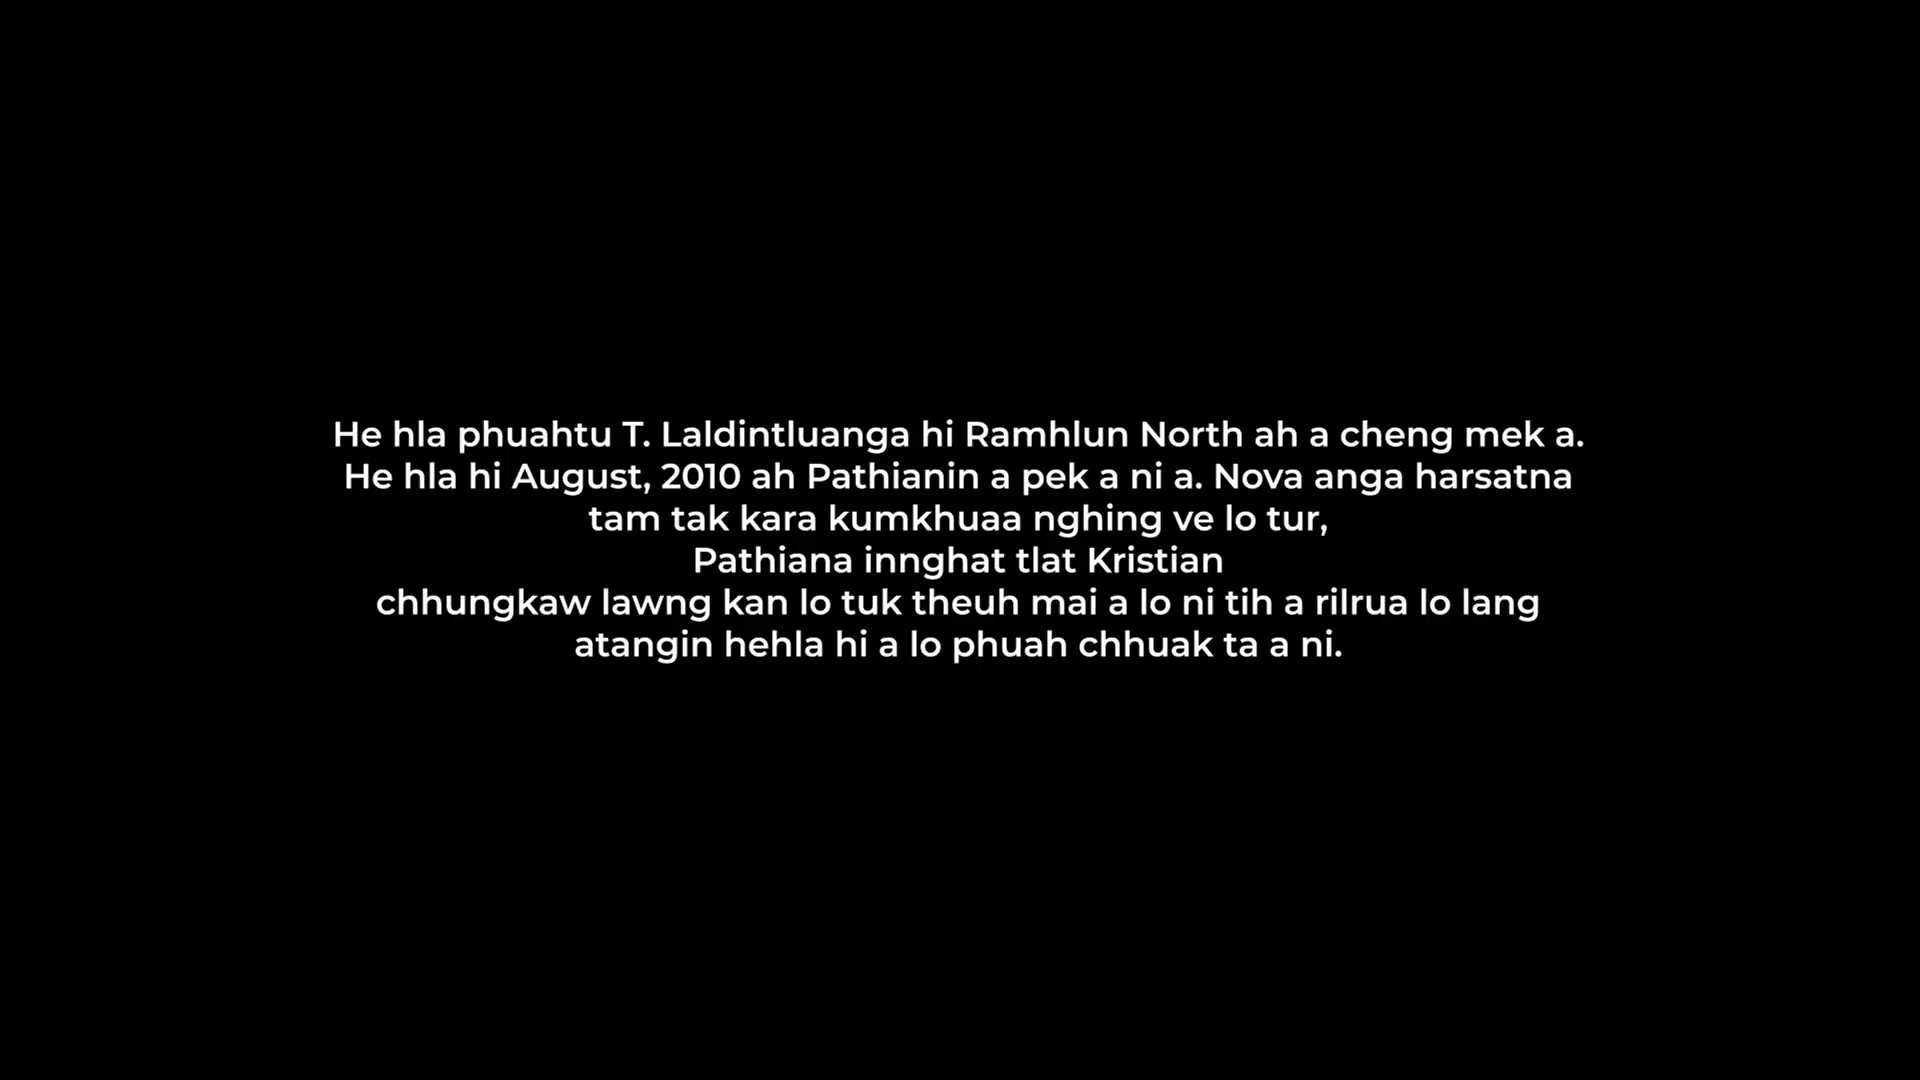 He hla phuahtu T. Laldintluanga hi Ramhlun North ah a cheng mek a.
He hla hi August, 2010 ah Pathianin a pek a ni a. Nova anga harsatna
tam tak kara kumkhuaa nghing ve lo tur,
Pathiana innghat tlat Kristian
chhungkaw lawng kan lo tuk theuh mai a lo ni tih a rilrua lo lang
atangin hehla hi a lo phuah chhuak ta a ni.